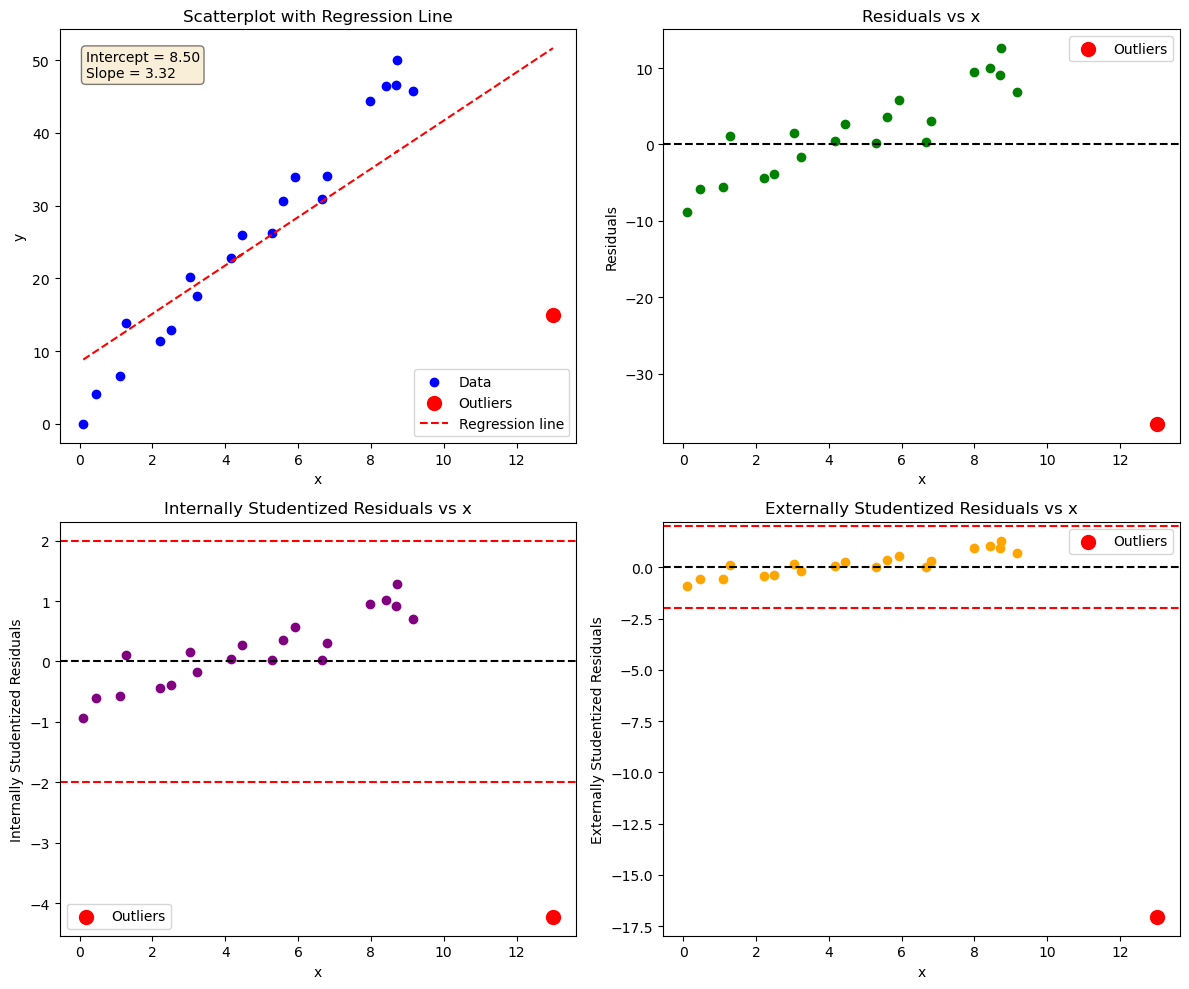 Scatterplot with Regression Line
Intercept = 8.50
Slope = 3.32
50
40
30
20
10
0
y
0 2 4 6 8 10 12
x
Data
Outliers
Regression line
Residuals vs x
Outliers
10
0
−10
−20
−30
Residuals
0 2 4 6 8 10 12
x
Internally Studentized Residuals vs x
2
1
0
−1
−2
−3
−4
Internally Studentized Residuals
Outliers
0 2 4 6 8 10 12
x
Externally Studentized Residuals vs x
Outliers
0.0
−2.5
−5.0
−7.5
−10.0
−12.5
−15.0
−17.5
Externally Studentized Residuals
0 2 4 6 8 10 12
x